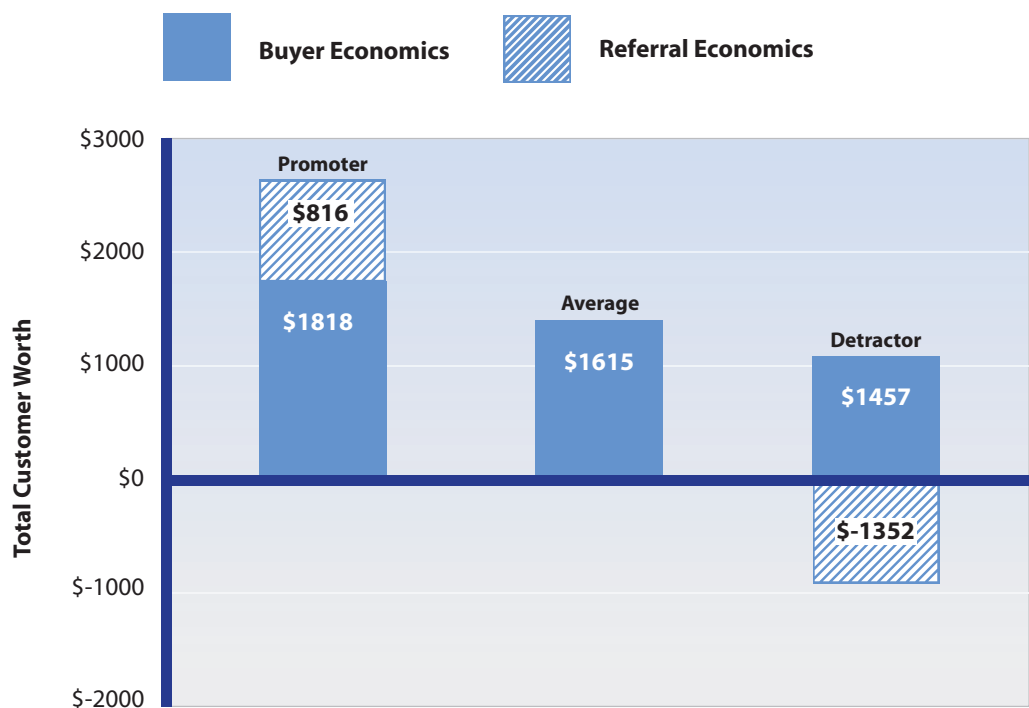 Buyer Economics
Referral Economics
$3000
Promoter
$816
$2000
$1818
Average
$1615
Detractor
$1000
$1457
Total Customer Worth
$0
$-1352
$-1000
$-2000